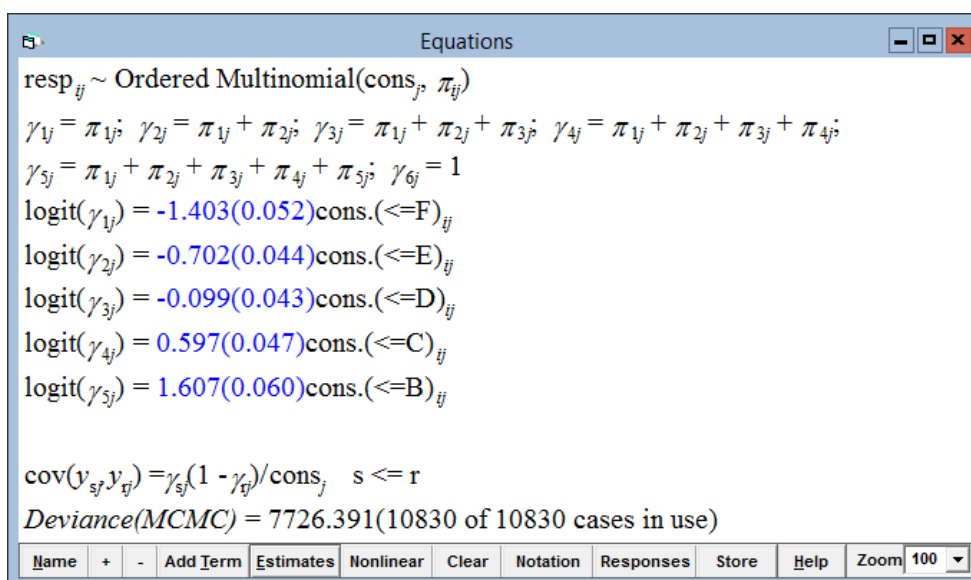 Equations
resp_ij ~ Ordered Multinomial(cons_j, π_ij)
γ_1j = π_1j; γ_2j = π_1j + π_2j; γ_3j = π_1j + π_2j + π_3j; γ_4j = π_1j + π_2j + π_3j + π_4j;
γ_5j = π_1j + π_2j + π_3j + π_4j + π_5j; γ_6j = 1
logit(γ_1j) = -1.403(0.052)cons.(<=F)_ij
logit(γ_2j) = -0.702(0.044)cons.(<=E)_ij
logit(γ_3j) = -0.099(0.043)cons.(<=D)_ij
logit(γ_4j) = 0.597(0.047)cons.(<=C)_ij
logit(γ_5j) = 1.607(0.060)cons.(<=B)_ij
cov(y_sj, y_rj) = γ_sj(1 - γ_rj)/cons_j s <= r
Deviance(MCMC) = 7726.391(10830 of 10830 cases in use)
Name + - Add Term Estimates Nonlinear Clear Notation Responses Store Help Zoom 100